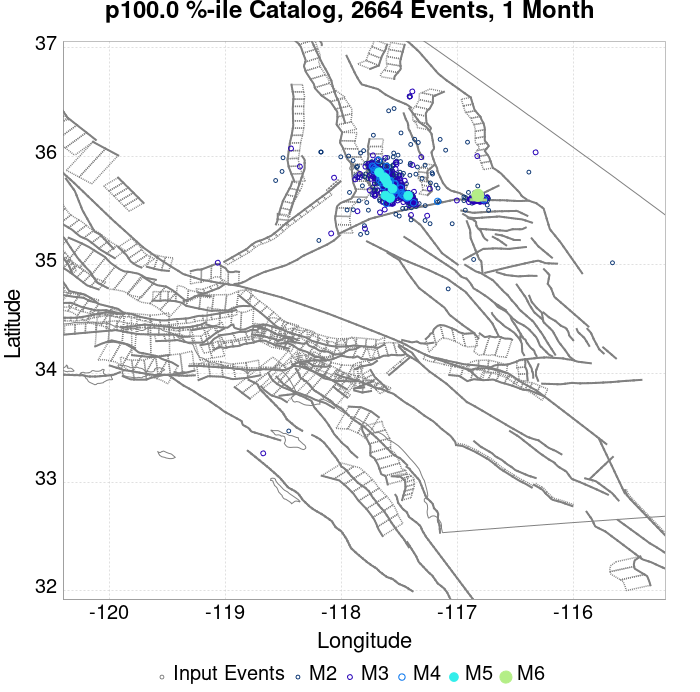 p100.0 %-ile Catalog, 2664 Events, 1 Month
37
36
35
34
33
32
Latitude
-120 -119 -118 -117 -116
Longitude
Input Events M2 M3 M4 M5 M6